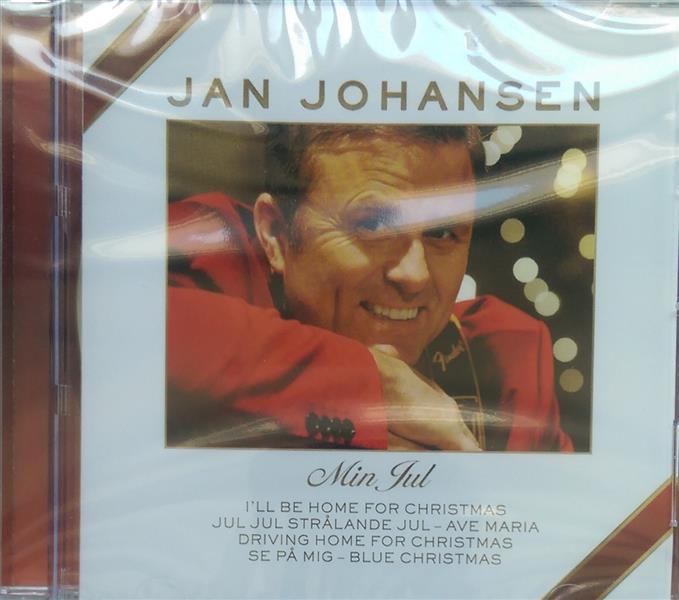 JAN JOHANSEN
Fender
Min Jul
I'LL BE HOME FOR CHRISTMAS
JUL JUL STRÅLANDE JUL – AVE MARIA
DRIVING HOME FOR CHRISTMAS
SE PÅ MIG – BLUE CHRISTMAS